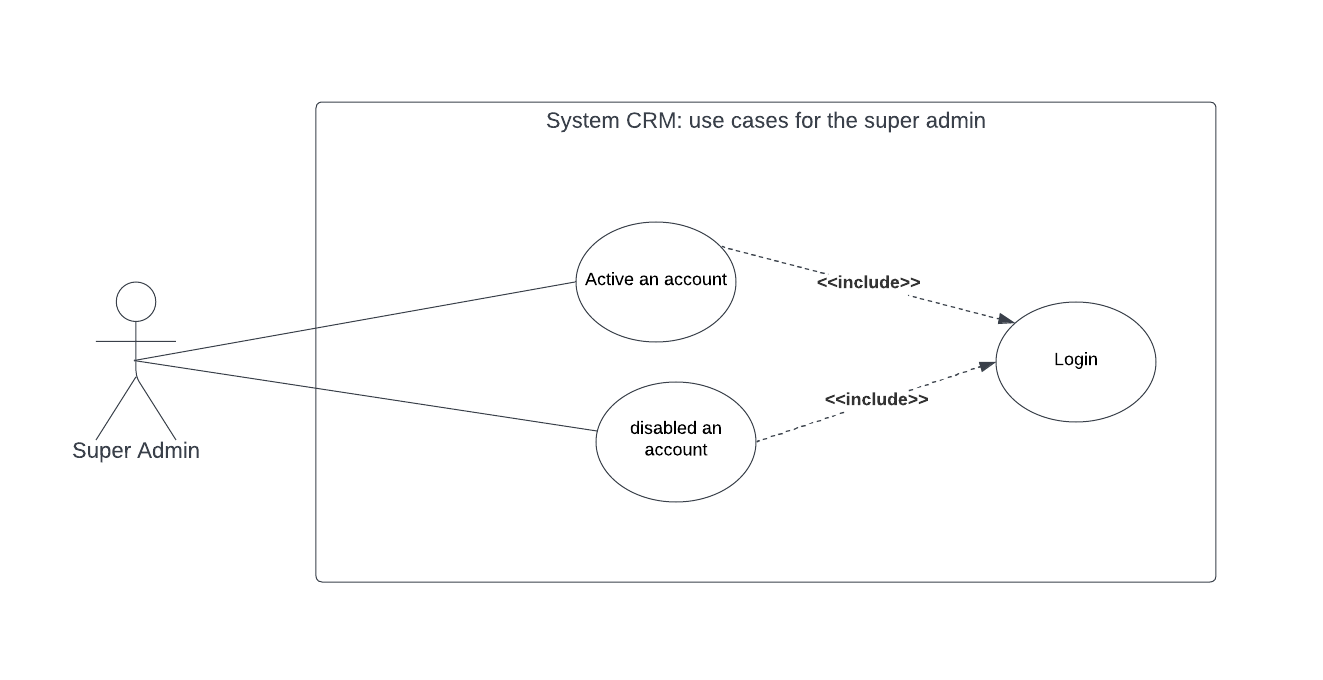 System CRM: use cases for the super admin
Active an account
<<include>>
Login
<<include>>
disabled an
account
Super Admin